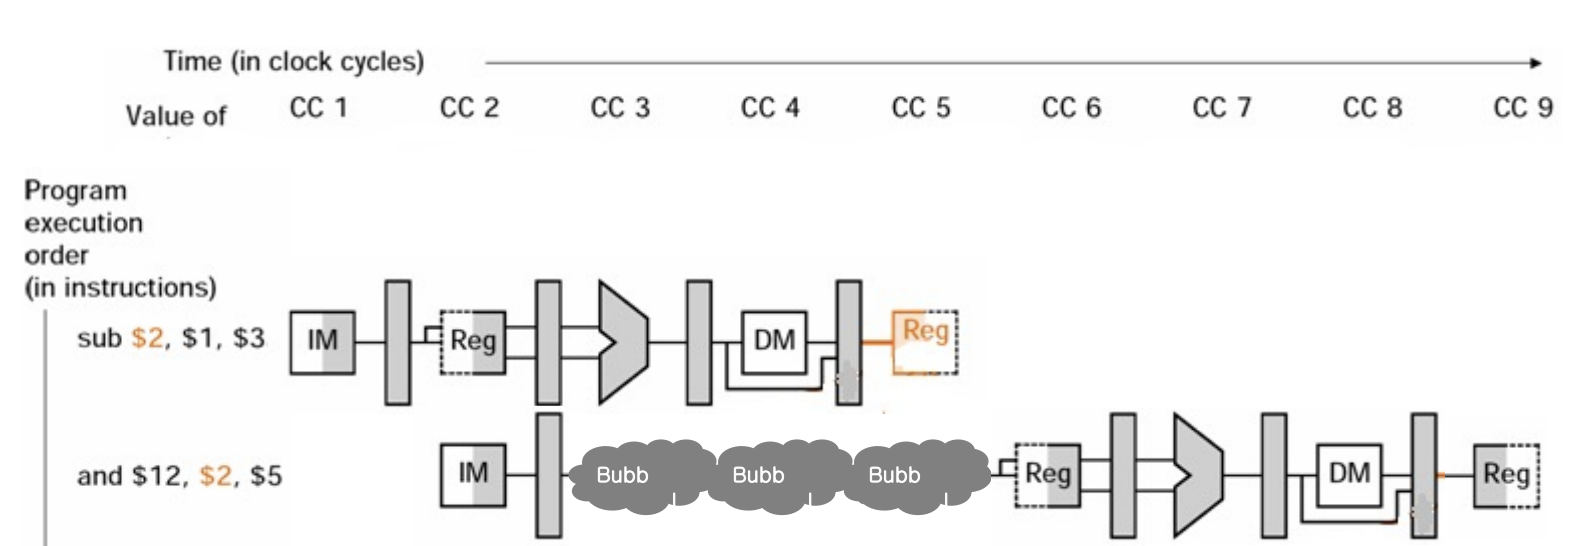 Time (in clock cycles)
Value of CC 1 CC 2 CC 3 CC 4 CC 5 CC 6 CC 7 CC 8 CC 9
Program
execution
order
(in instructions)
sub $2, $1, $3 IM Reg DM Reg
and $12, $2, $5 IM Bubb Bubb Bubb Reg DM Reg